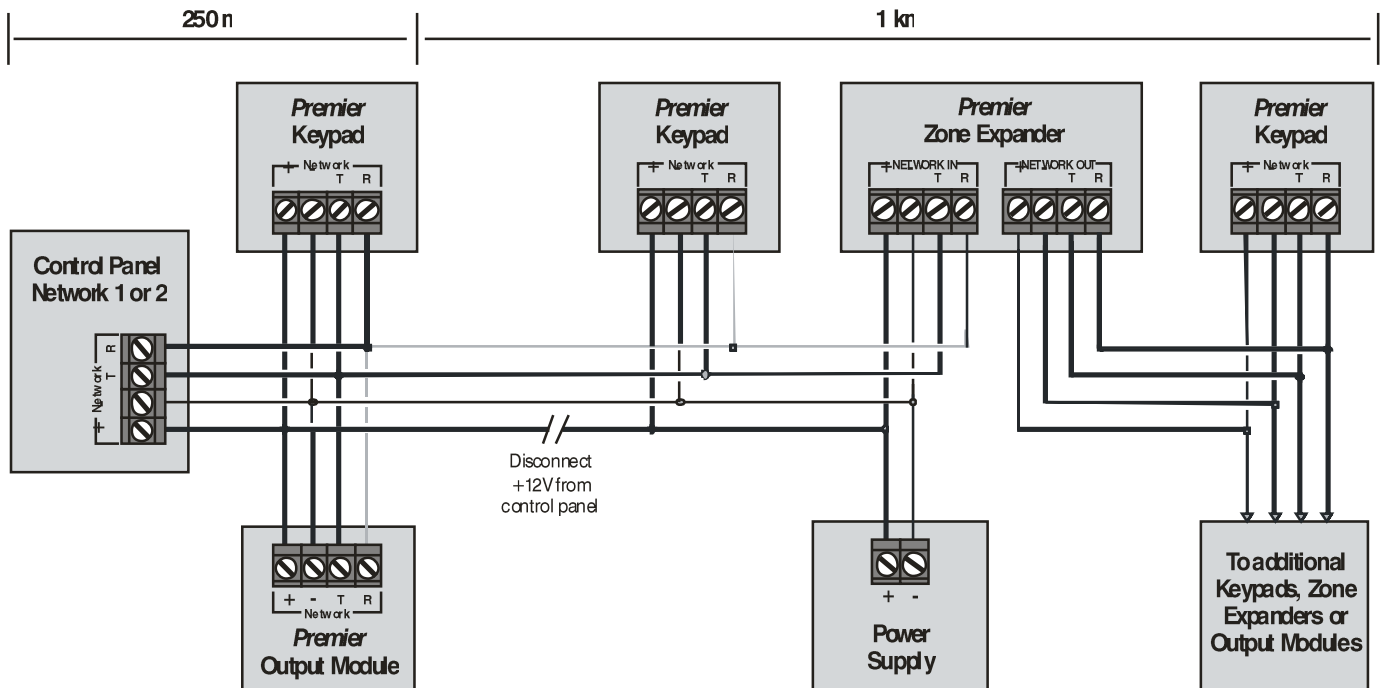 250 m
1 km
Premier
Keypad
+ Network
T R
Premier
Keypad
+ Network
T R
Premier
Zone Expander
+ NETWORK IN
T R
+ NETWORK OUT
T R
Premier
Keypad
+ Network
T R
Control Panel
Network 1 or 2
R
T
Network
+
Disconnect
+12V from
control panel
+ - T R
Network
Premier
Output Module
+ -
Power
Supply
To additional
Keypads, Zone
Expanders or
Output Modules